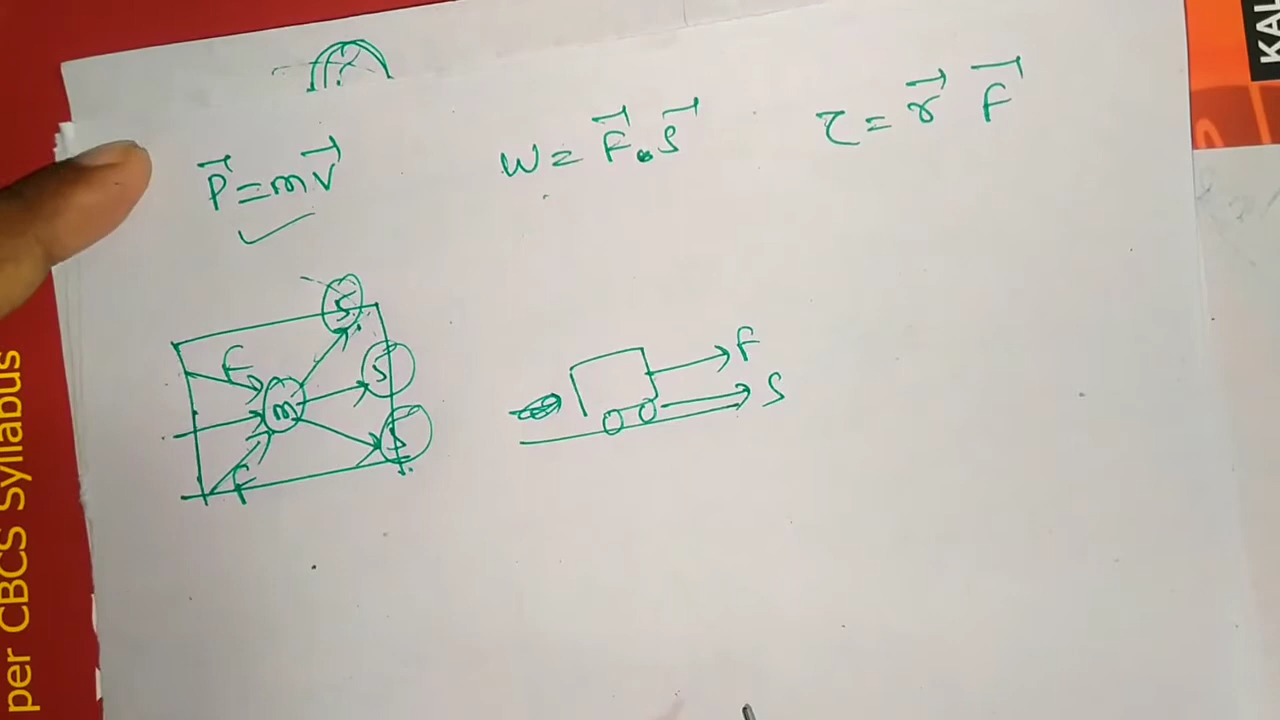 P⃗ = mv⃗
W = F⃗ . S⃗
τ = r⃗ F⃗
S
F
m
S
S
F
F
S
per CBCS Syllabus
KAL